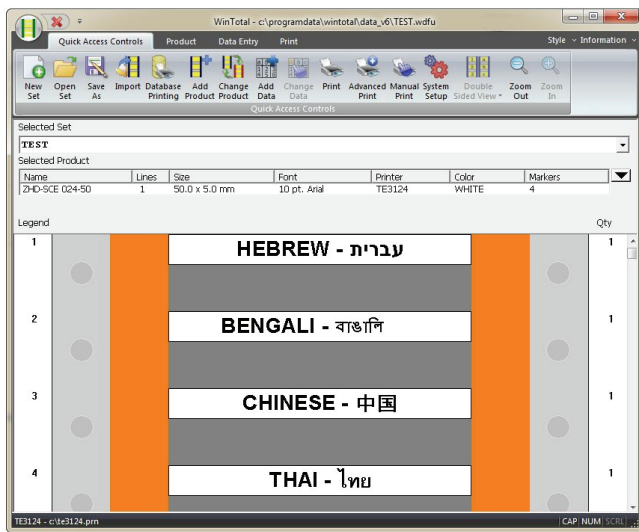 WinTotal - c:\programdata\wintotal\data_v6\TEST.wdfu
Quick Access Controls Product Data Entry Print Style Information
New Set Open Set Save As Import Database Printing Add Product Change Product Add Data Change Data Print Advanced Print Manual Print System Setup Double Sided View Zoom Out Zoom In
Quick Access Controls
Selected Set
TEST
Selected Product
Name Lines Size Font Printer Color Markers
ZHD-SCE 024-50 1 50.0 x 5.0 mm 10 pt. Arial TE3124 WHITE 4
Legend Qty
1 HEBREW - עברית 1
2 BENGALI - বাঙালি 1
3 CHINESE - 中国 1
4 THAI - ไทย 1
TE3124 - c:\te3124.prn CAP NUM SCRL